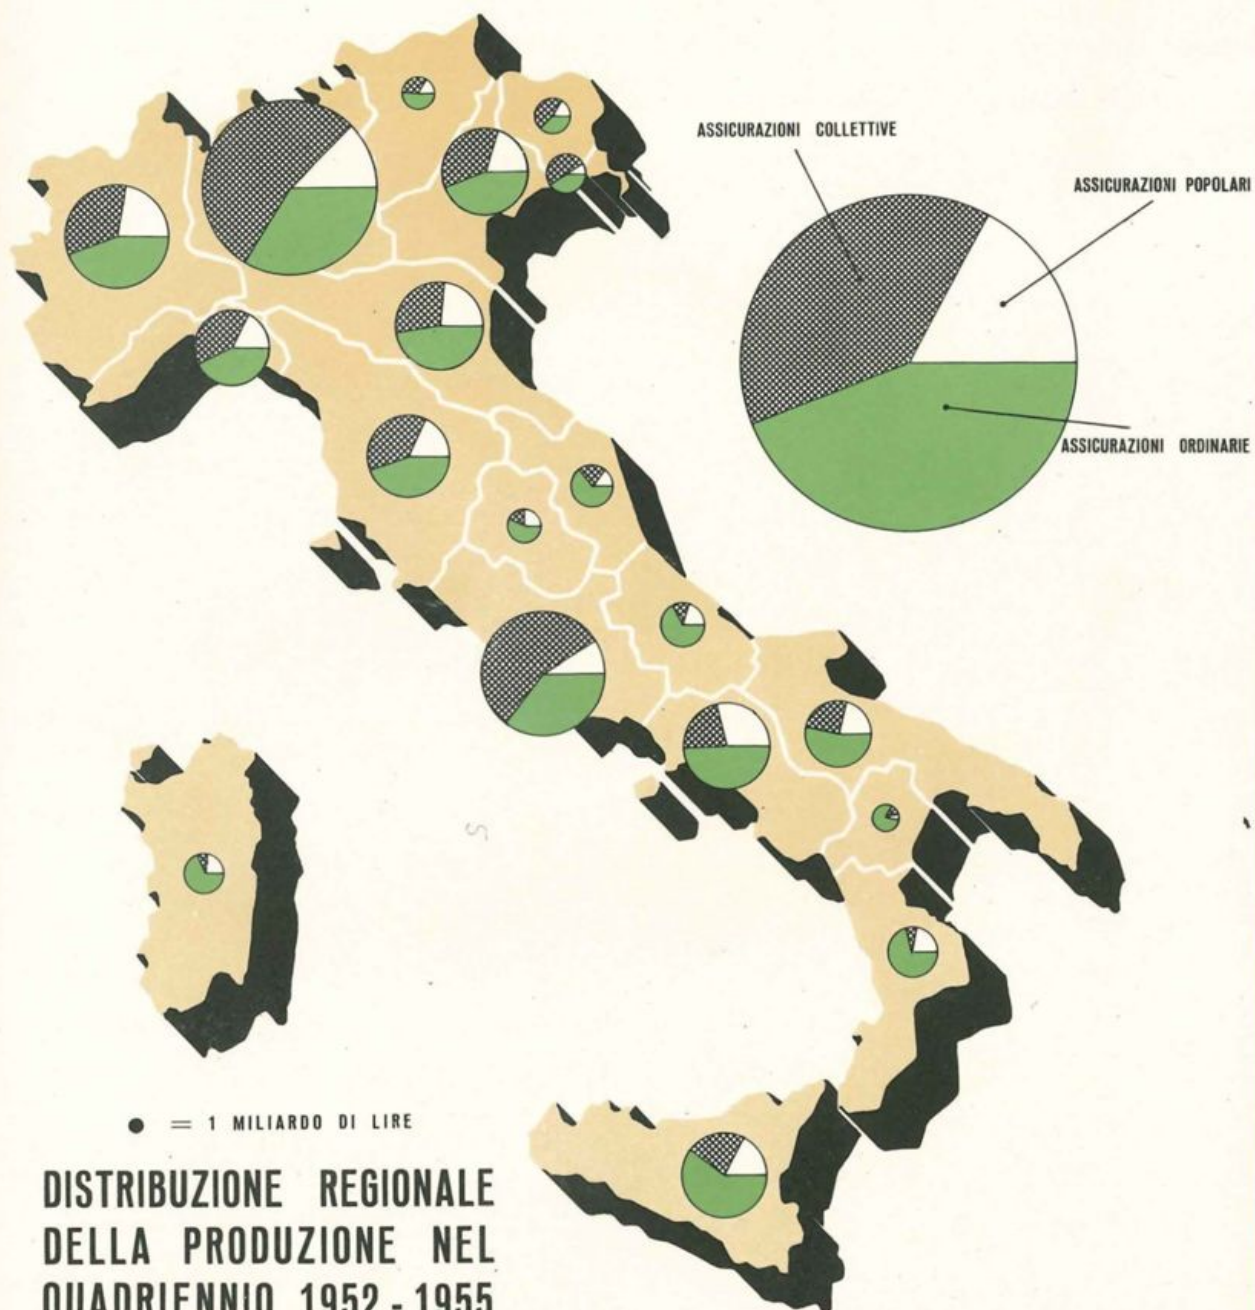 ASSICURAZIONI COLLETTIVE
ASSICURAZIONI POPOLARI
ASSICURAZIONI ORDINARIE
= 1 MILIARDO DI LIRE
DISTRIBUZIONE REGIONALE
DELLA PRODUZIONE NEL
QUADRIENNIO 1952-1955